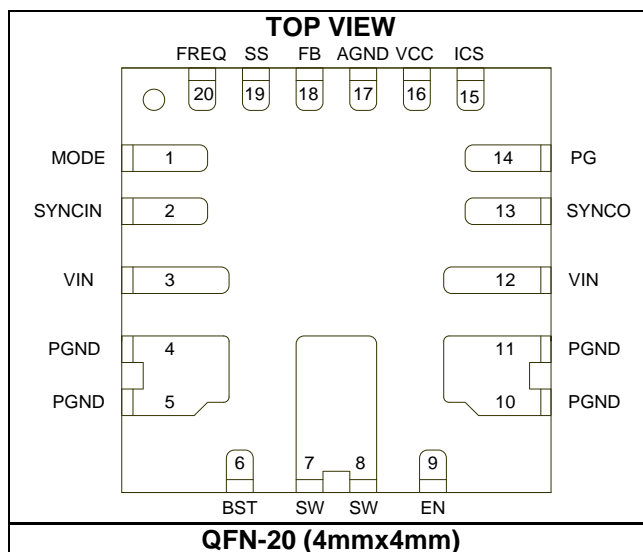 TOP VIEW
FREQ SS FB AGND VCC ICS
20 19 18 17 16 15
MODE 1 14 PG
SYNCIN 2 13 SYNCO
VIN 3 12 VIN
PGND 4 11 PGND
PGND 5 10 PGND
6 7 8 9
BST SW SW EN
QFN-20 (4mmx4mm)